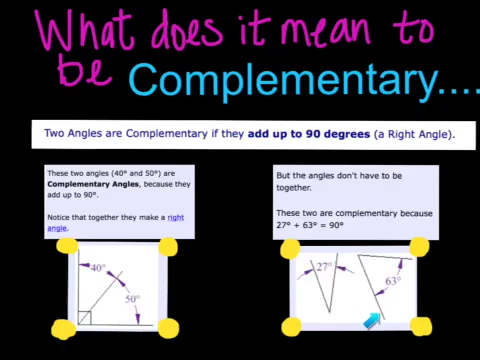 What does it mean to
be Complementary....
Two Angles are Complementary if they add up to 90 degrees (a Right Angle).
These two angles (40° and 50°) are
Complementary Angles, because they
add up to 90°.
Notice that together they make a right
angle.
40°
50°
But the angles don't have to be
together.
These two are complementary because
27° + 63° = 90°
27°
63°